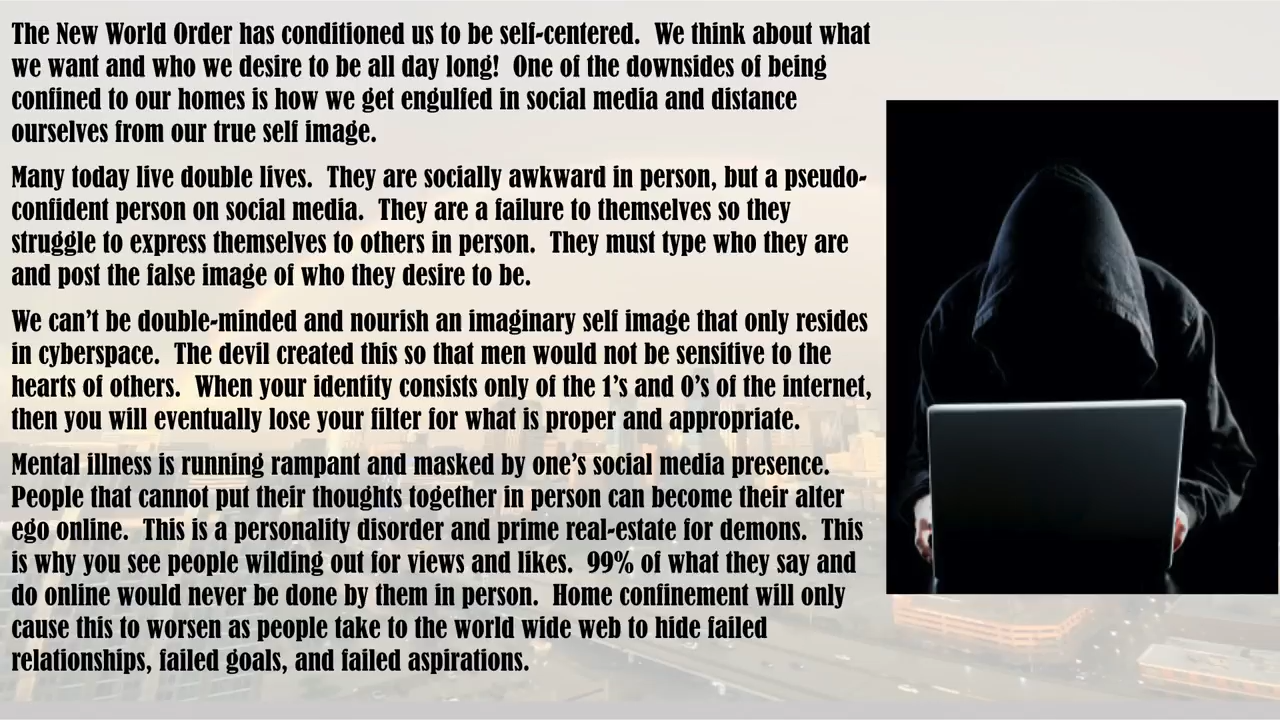 The New World Order has conditioned us to be self-centered.  We think about what
we want and who we desire to be all day long!  One of the downsides of being
confined to our homes is how we get engulfed in social media and distance
ourselves from our true self image.
Many today live double lives.  They are socially awkward in person, but a pseudo-
confident person on social media.  They are a failure to themselves so they
struggle to express themselves to others in person.  They must type who they are
and post the false image of who they desire to be.
We can’t be double-minded and nourish an imaginary self image that only resides
in cyberspace.  The devil created this so that men would not be sensitive to the
hearts of others.  When your identity consists only of the 1’s and 0’s of the internet,
then you will eventually lose your filter for what is proper and appropriate.
Mental illness is running rampant and masked by one’s social media presence.
People that cannot put their thoughts together in person can become their alter
ego online.  This is a personality disorder and prime real-estate for demons.  This
is why you see people wilding out for views and likes.  99% of what they say and
do online would never be done by them in person.  Home confinement will only
cause this to worsen as people take to the world wide web to hide failed
relationships, failed goals, and failed aspirations.